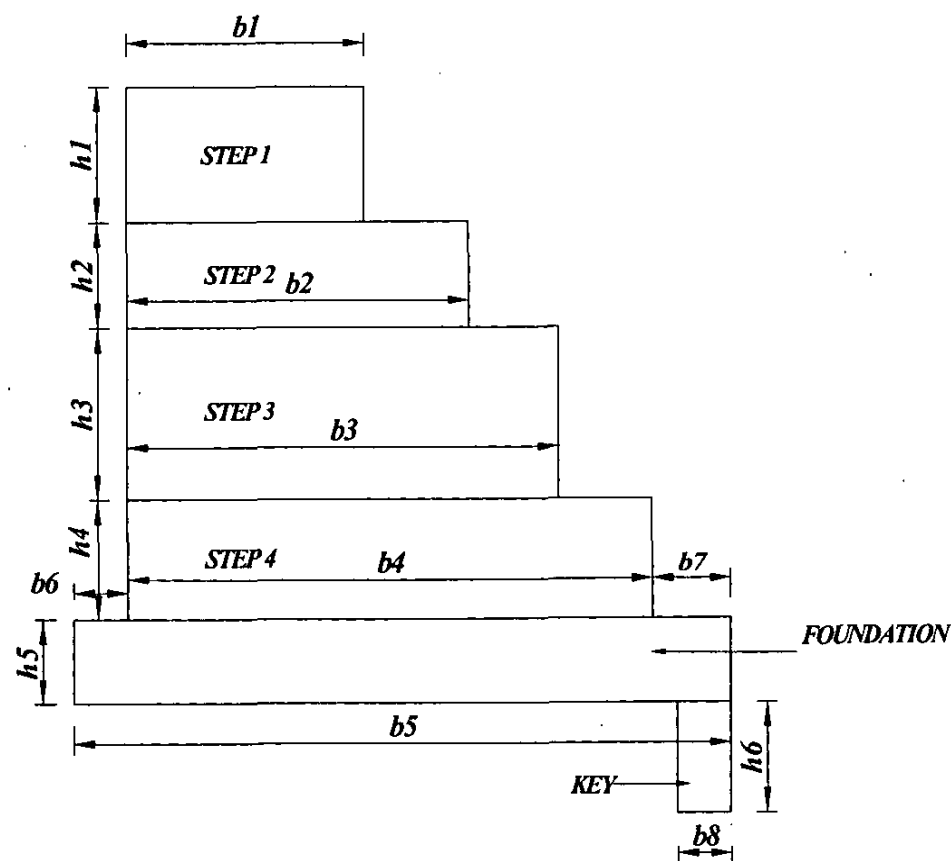 b1
h1
STEP 1
h2
STEP 2
b2
h3
STEP 3
b3
h4
STEP 4
b4
b6
b7
FOUNDATION
h5
b5
h6
KEY
b8